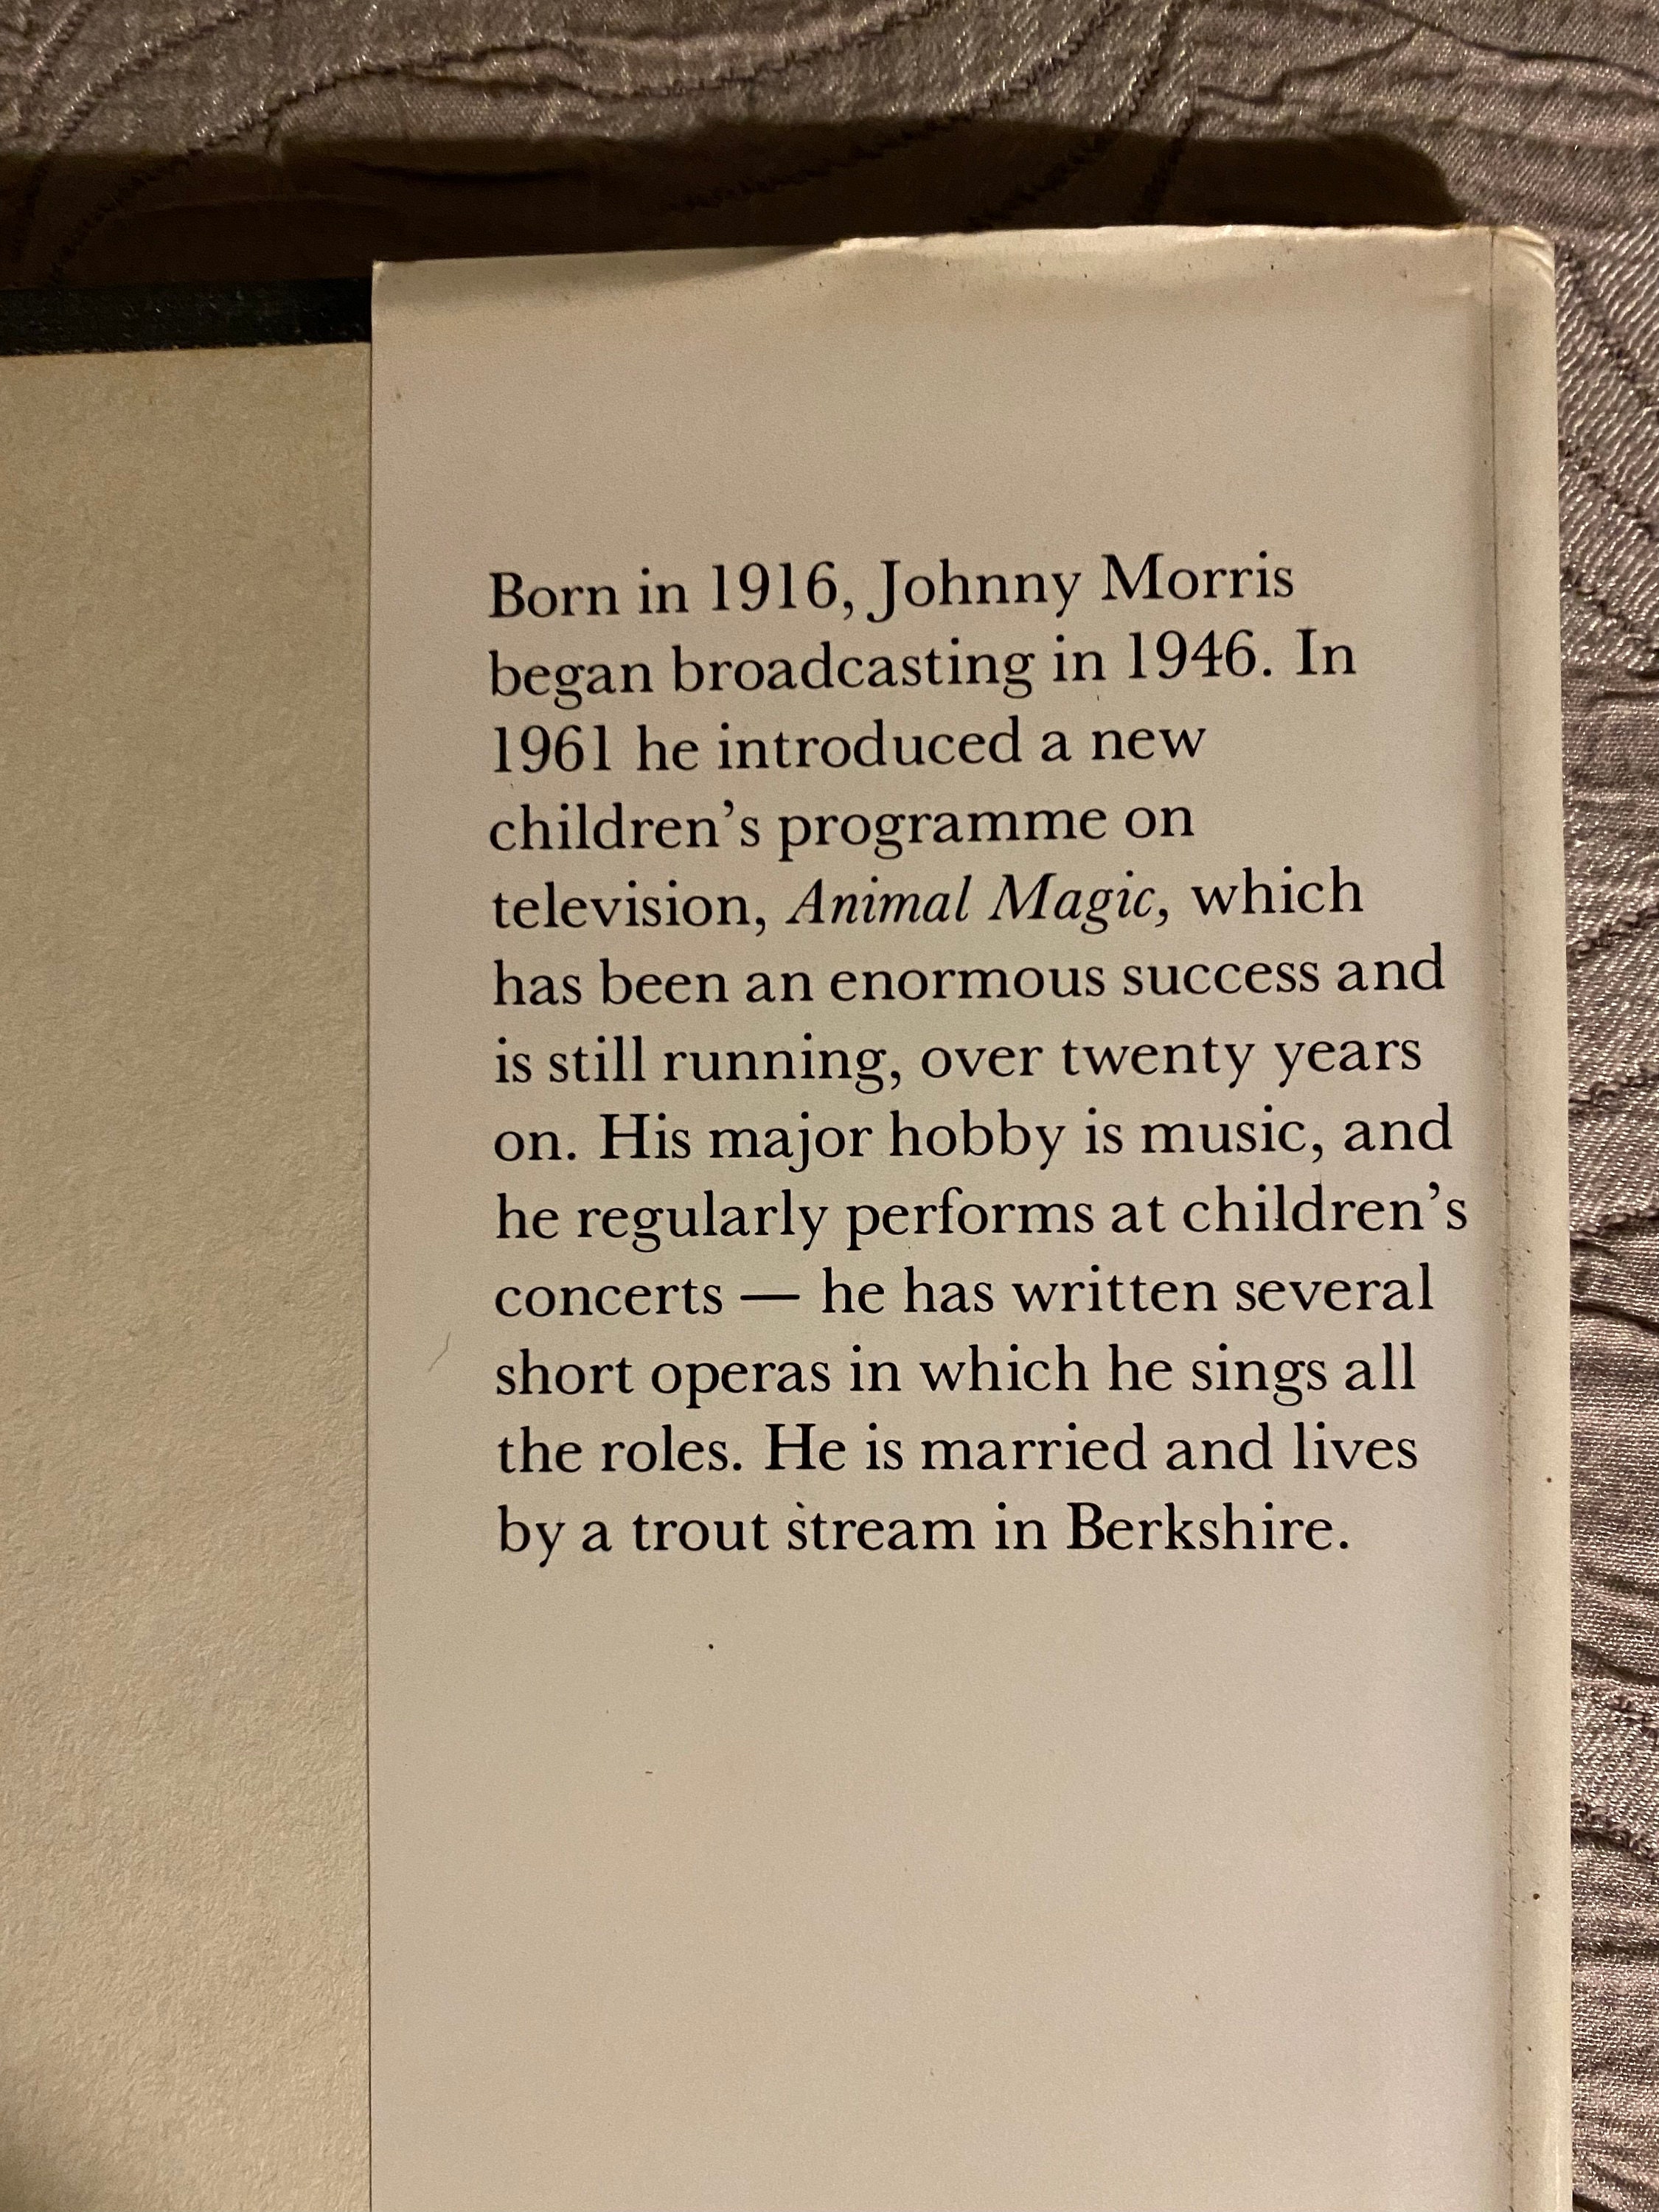 Born in 1916, Johnny Morris
began broadcasting in 1946. In
1961 he introduced a new
children’s programme on
television, Animal Magic, which
has been an enormous success and
is still running, over twenty years
on. His major hobby is music, and
he regularly performs at children’s
concerts — he has written several
short operas in which he sings all
the roles. He is married and lives
by a trout stream in Berkshire.